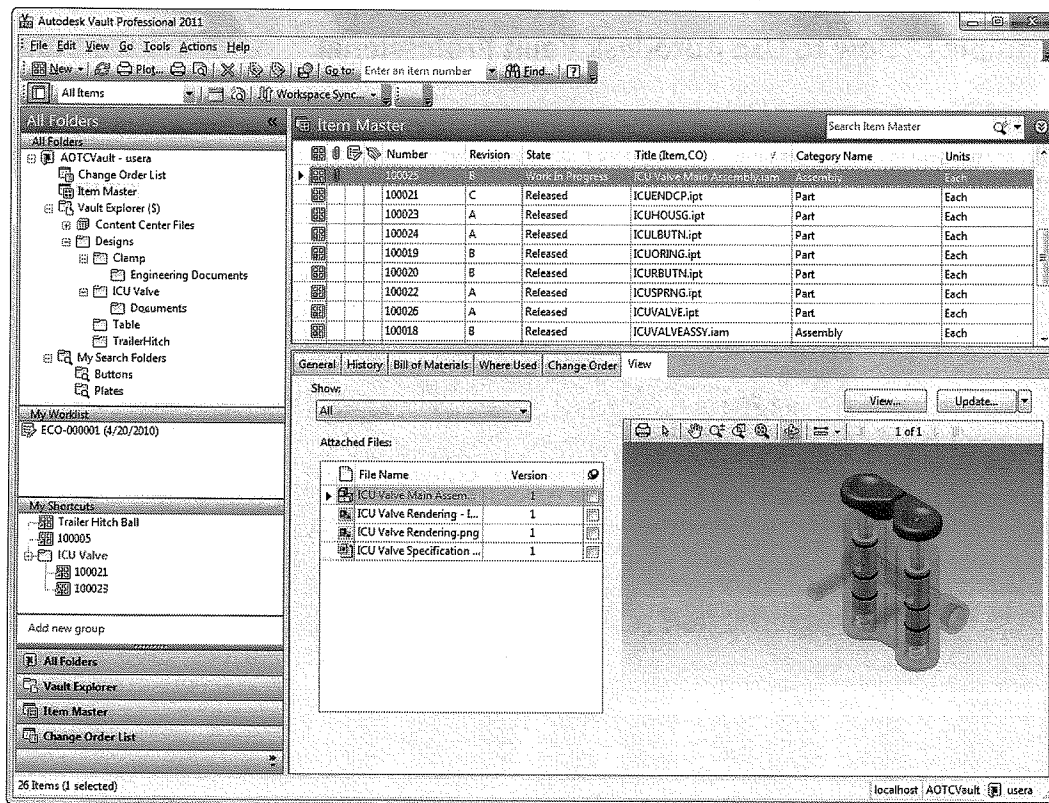 Autodesk Vault Professional 2011
File Edit View Go Tools Actions Help
New Plot... Go to: Enter an item number Find...
All Items Workspace Sync...
All Folders
All Folders
AOTCVault - usera
Change Order List
Item Master
Vault Explorer ($)
Content Center Files
Designs
Clamp
Engineering Documents
ICU Valve
Documents
Table
TrailerHitch
My Search Folders
Buttons
Plates
My Worklist
ECO-000001 (4/20/2010)
My Shortcuts
Trailer Hitch Ball
100005
ICU Valve
100021
100023
Add new group
All Folders
Vault Explorer
Item Master
Change Order List
Item Master Search Item Master
Number Revision State Title (Item,CO) Category Name Units
100025 B Work In Progress ICU Valve Main Assembly.iam Assembly Each
100021 C Released ICUENDCP.ipt Part Each
100023 A Released ICUHOUSG.ipt Part Each
100024 A Released ICULBUTN.ipt Part Each
100019 B Released ICUORING.ipt Part Each
100020 B Released ICURBUTN.ipt Part Each
100022 A Released ICUSPRNG.ipt Part Each
100026 A Released ICUVALVE.ipt Part Each
100018 B Released ICUVALVEASSY.iam Assembly Each
General History Bill of Materials Where Used Change Order View
Show:
All
View... Update...
1 of 1
Attached Files:
File Name Version
ICU Valve Main Assem... 1
ICU Valve Rendering - I... 1
ICU Valve Rendering.png 1
ICU Valve Specification ... 1
26 Items (1 selected) localhost AOTCVault usera